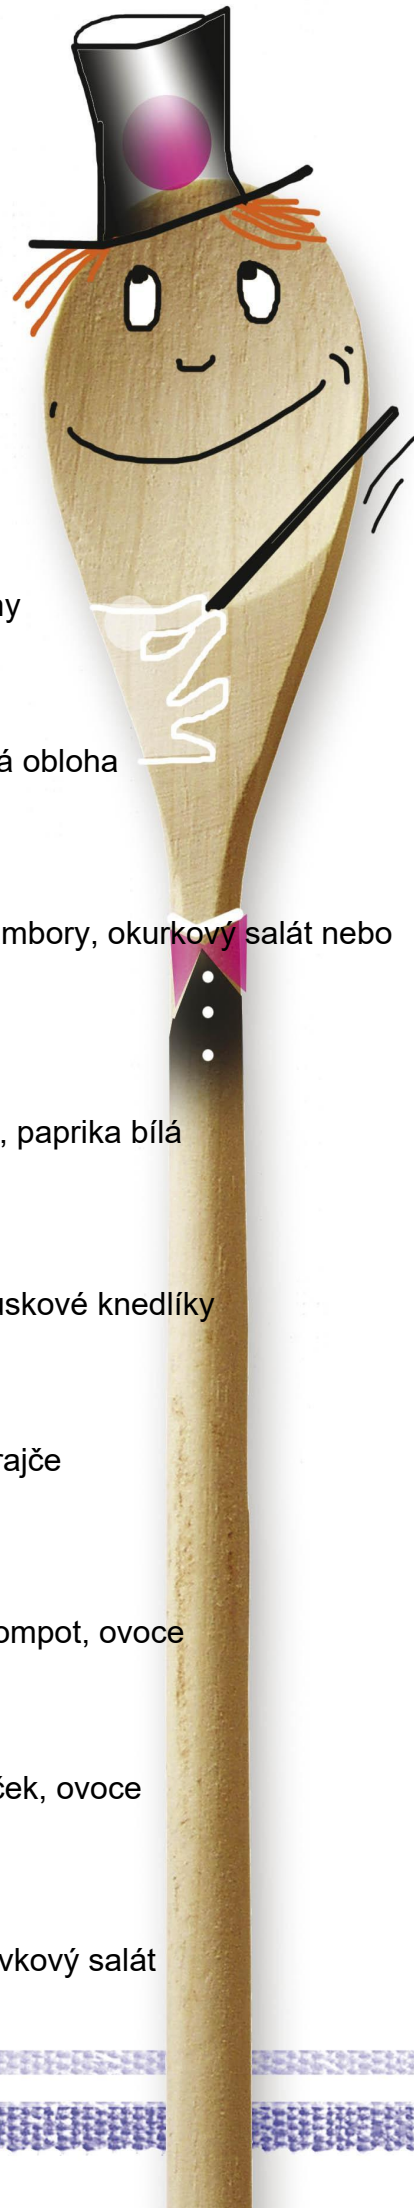 ny
á obloha
mbory, okurkový salát nebo
, paprika bílá
uskové knedlíky
rajče
ompot, ovoce
ček, ovoce
vkový salát